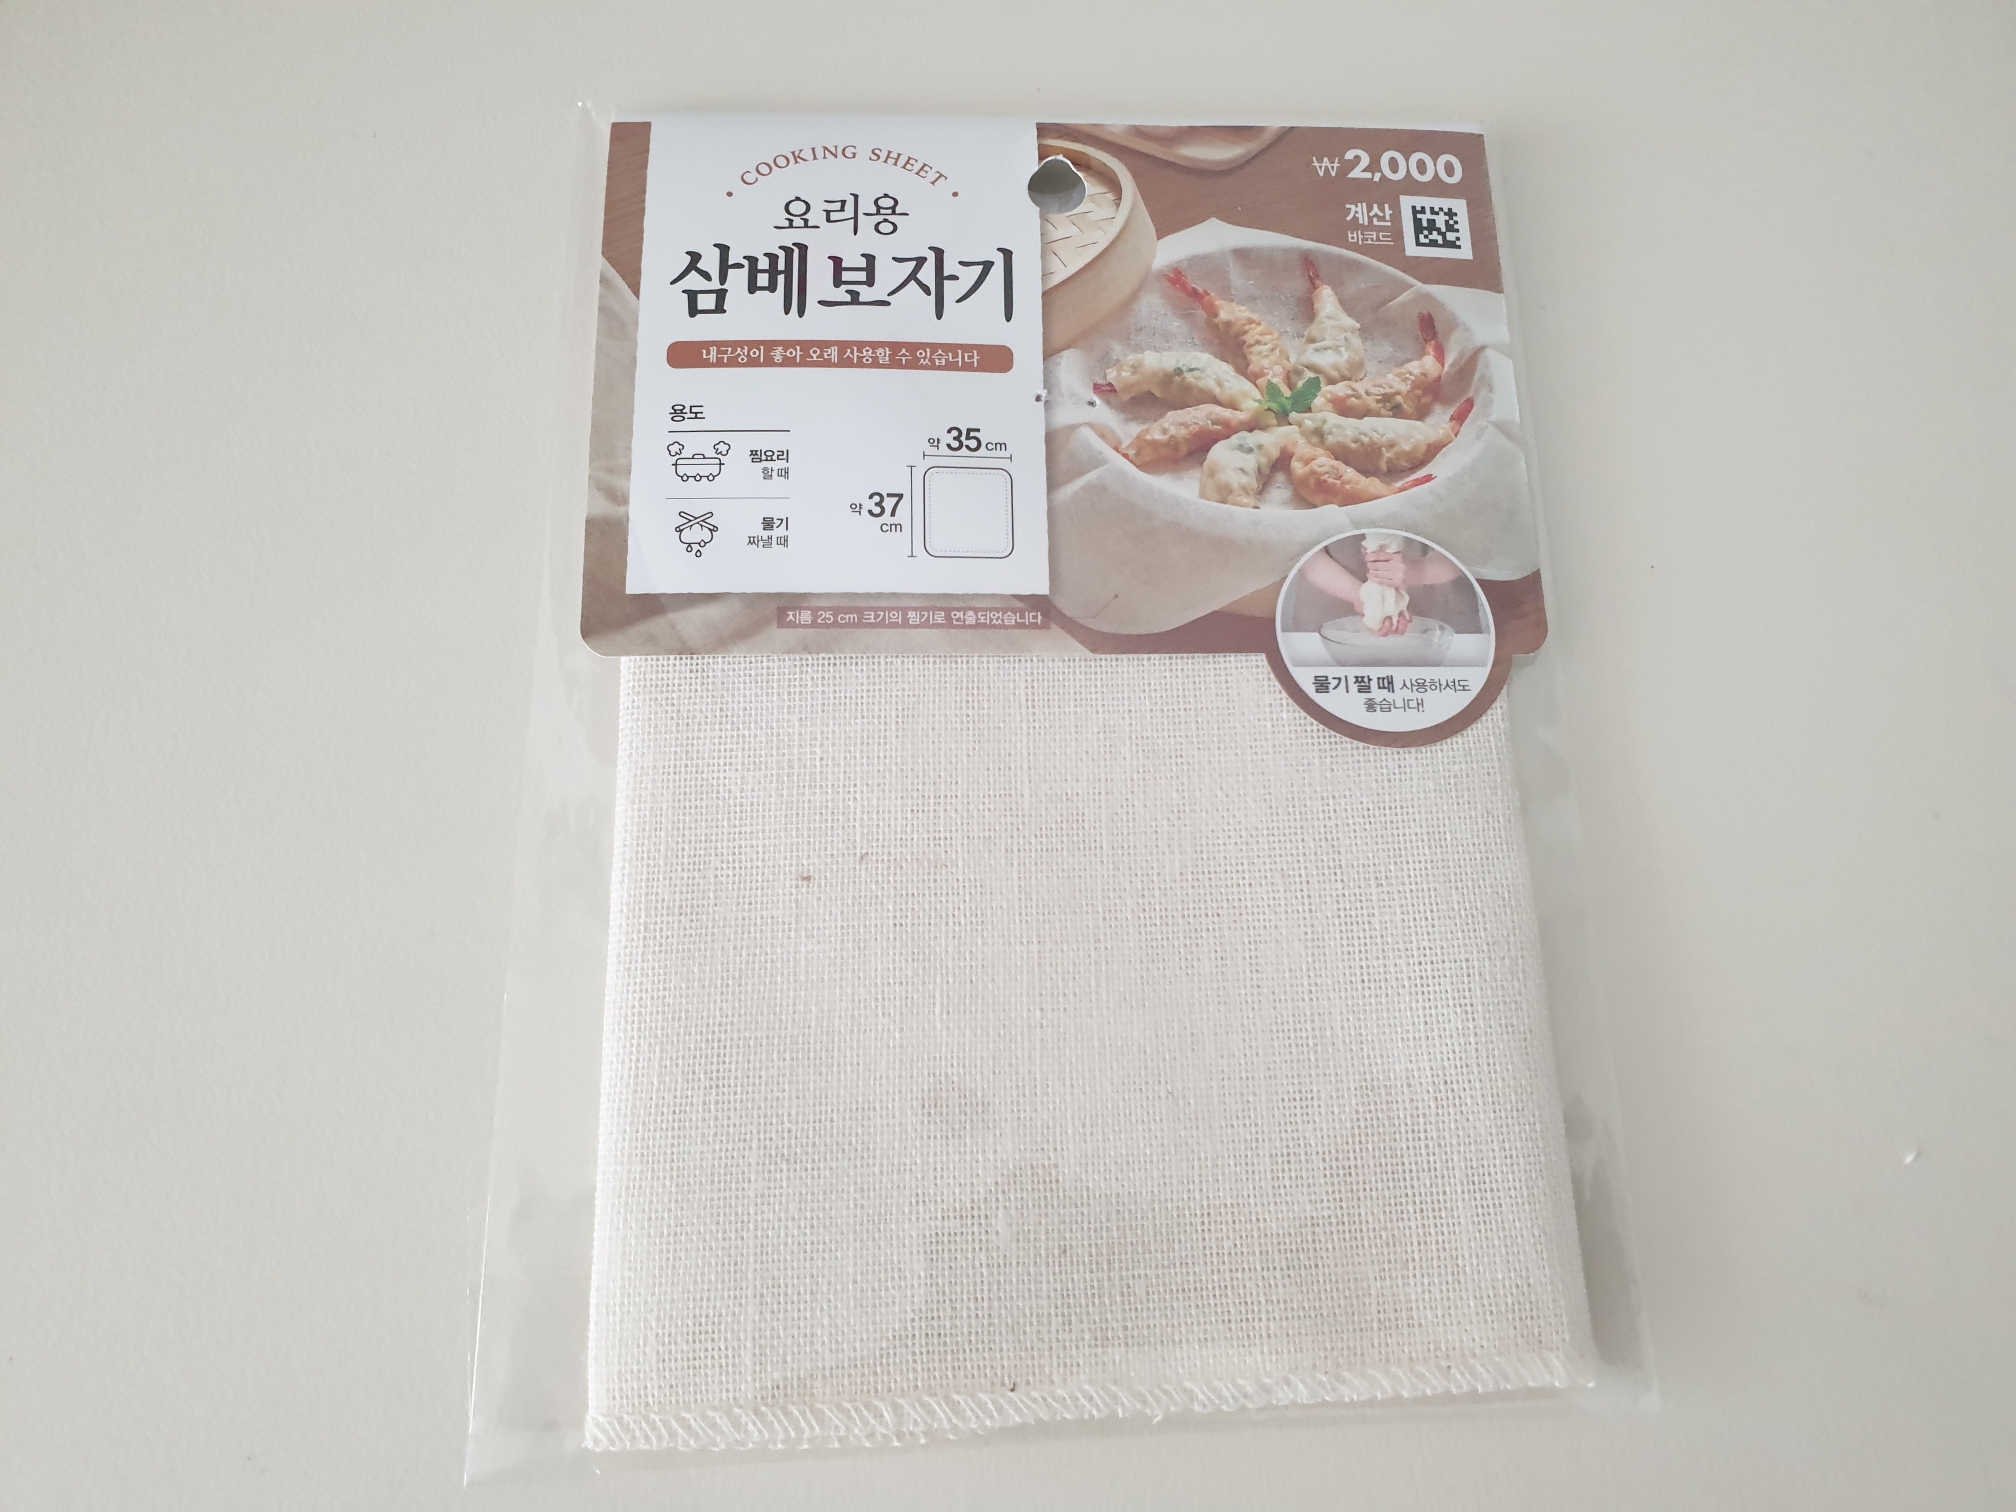 COOKING SHEET
요리용
삼베 보자기
내구성이 좋아 오래 사용할 수 있습니다
용도
찜요리
할 때
물기
짜낼 때
약 35 cm
약 37
cm
지름 25 cm 크기의 찜기로 연출되었습니다
₩2,000
계산
바코드
물기 짤 때 사용하셔도
좋습니다!